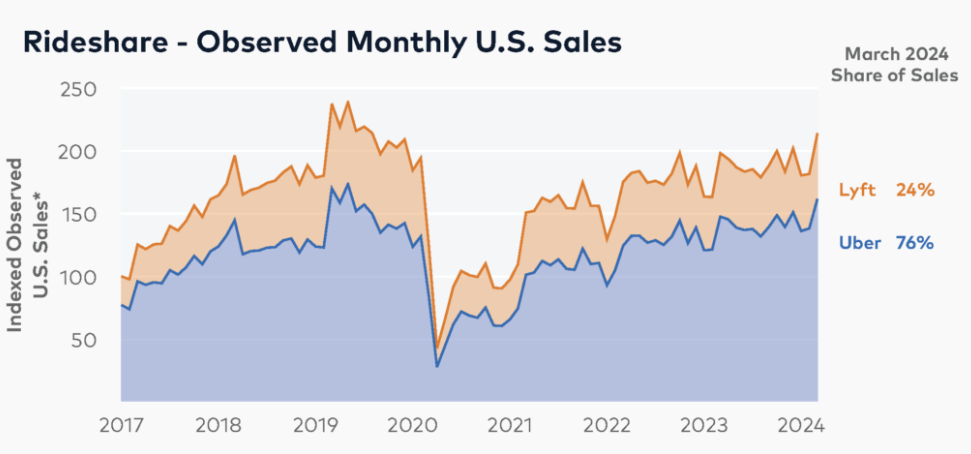 Rideshare - Observed Monthly U.S. Sales
March 2024
Share of Sales
Indexed Observed
U.S. Sales*
250
200
150
100
50
Lyft 24%
Uber 76%
2017 2018 2019 2020 2021 2022 2023 2024